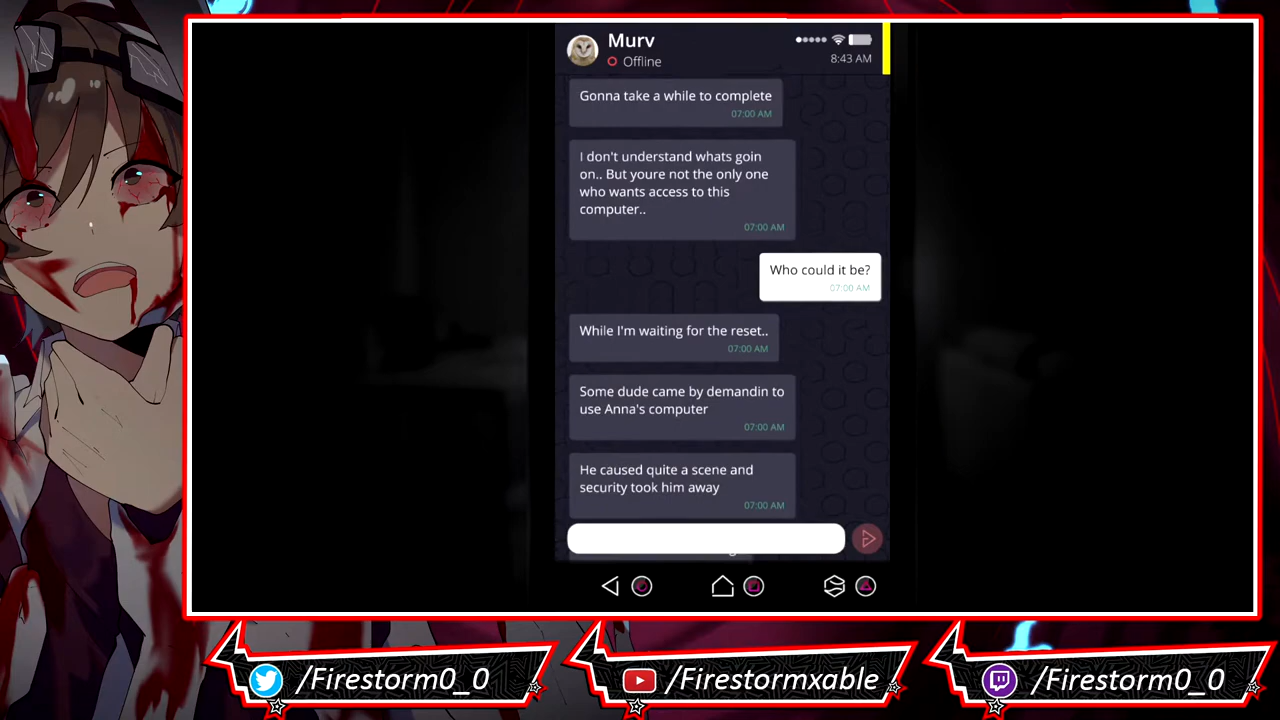 Murv
Offline
8:43 AM
Gonna take a while to complete
07:00 AM
I don't understand whats goin
on.. But youre not the only one
who wants access to this
computer..
07:00 AM
Who could it be?
07:00 AM
While I'm waiting for the reset..
07:00 AM
Some dude came by demandin to
use Anna's computer
07:00 AM
He caused quite a scene and
security took him away
07:00 AM
/Firestorm0_0
/Firestormxable
/Firestorm0_0